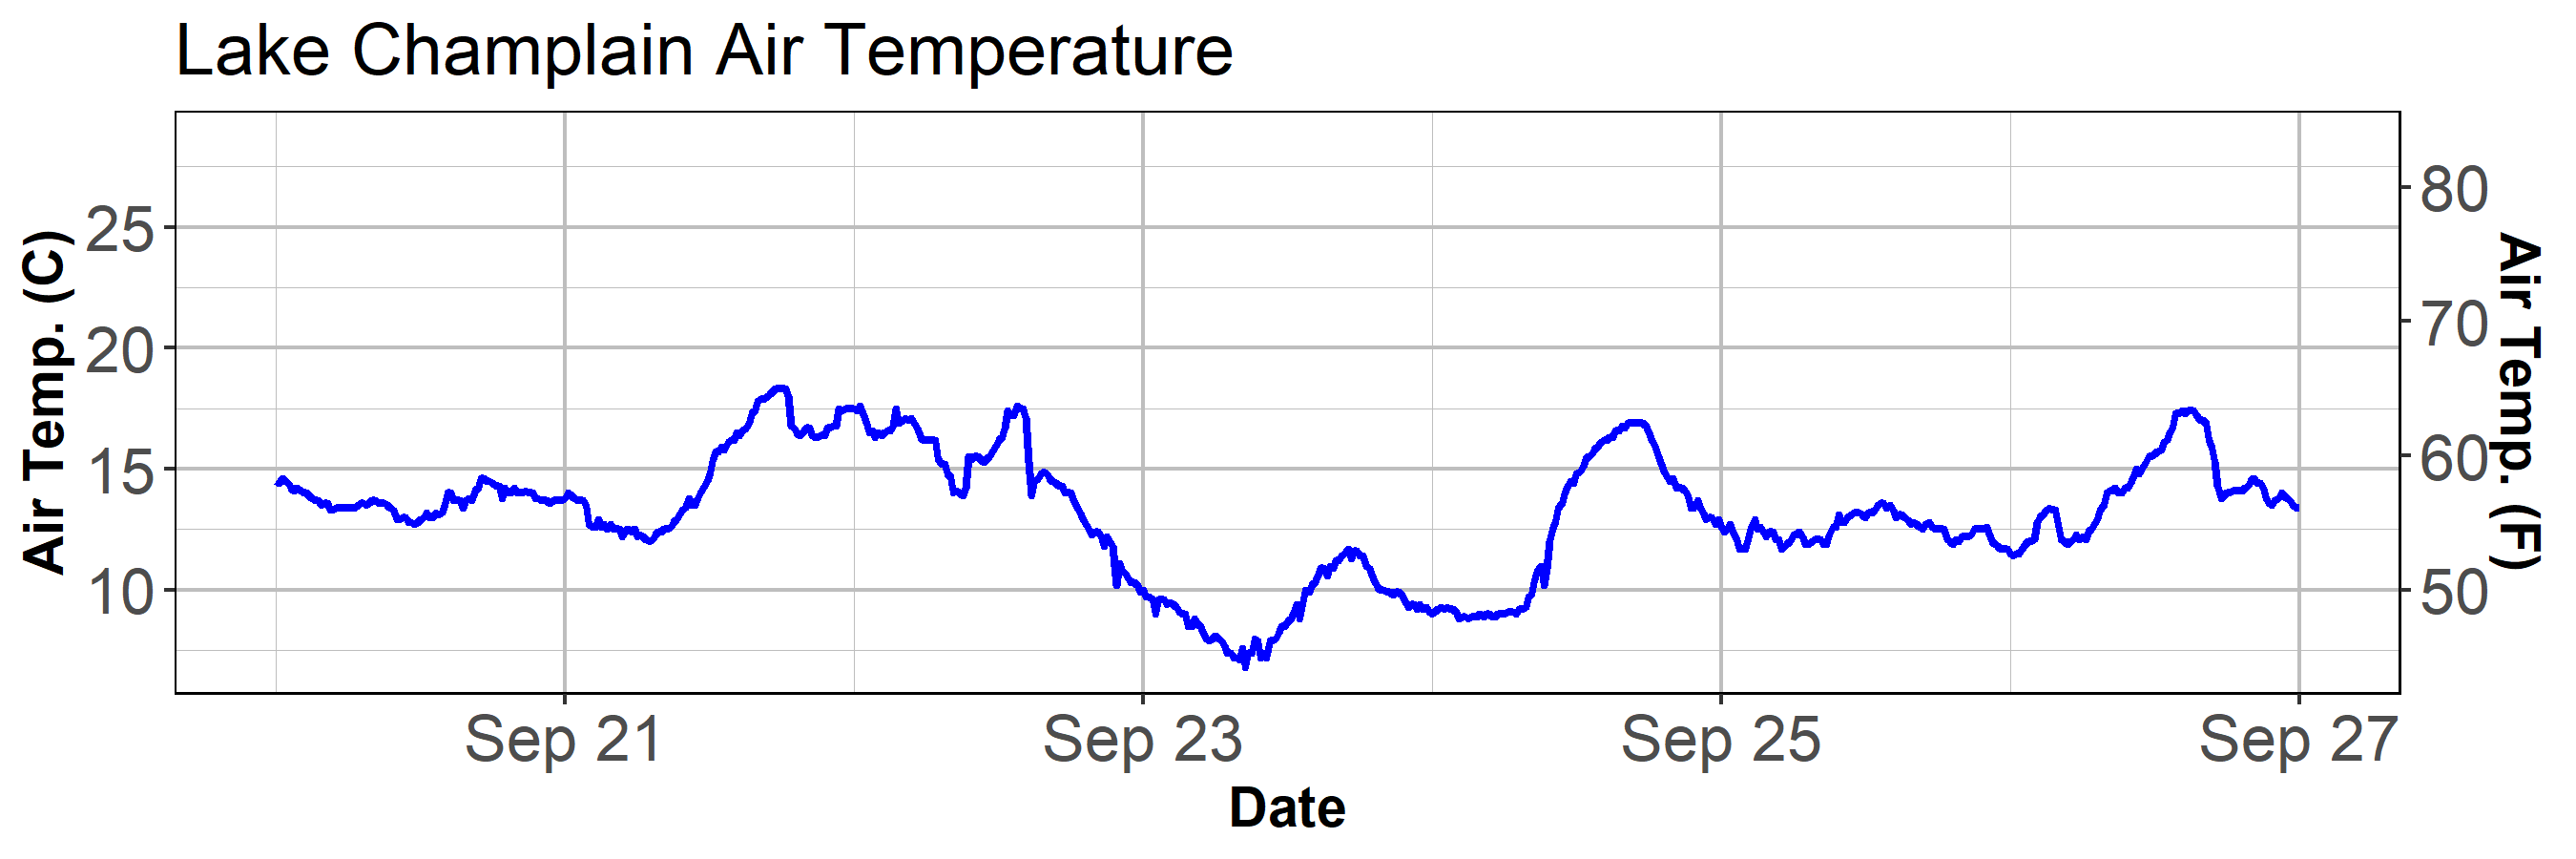 Lake Champlain Air Temperature
Air Temp. (C)
25
20
15
10
80
70
60
50
Air Temp. (F)
Sep 21
Sep 23
Sep 25
Sep 27
Date